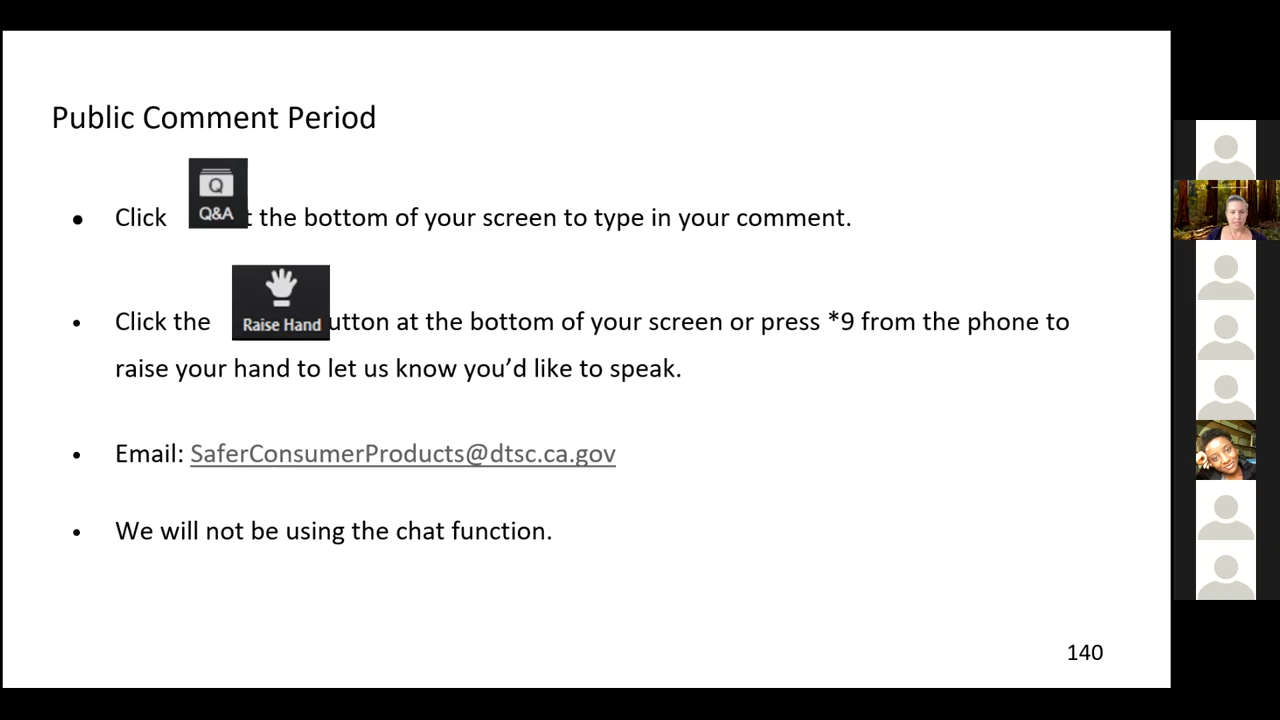 Public Comment Period
• Click Q Q&A t the bottom of your screen to type in your comment.
• Click the Raise Hand utton at the bottom of your screen or press *9 from the phone to
raise your hand to let us know you’d like to speak.
• Email: SaferConsumerProducts@dtsc.ca.gov
• We will not be using the chat function.
140